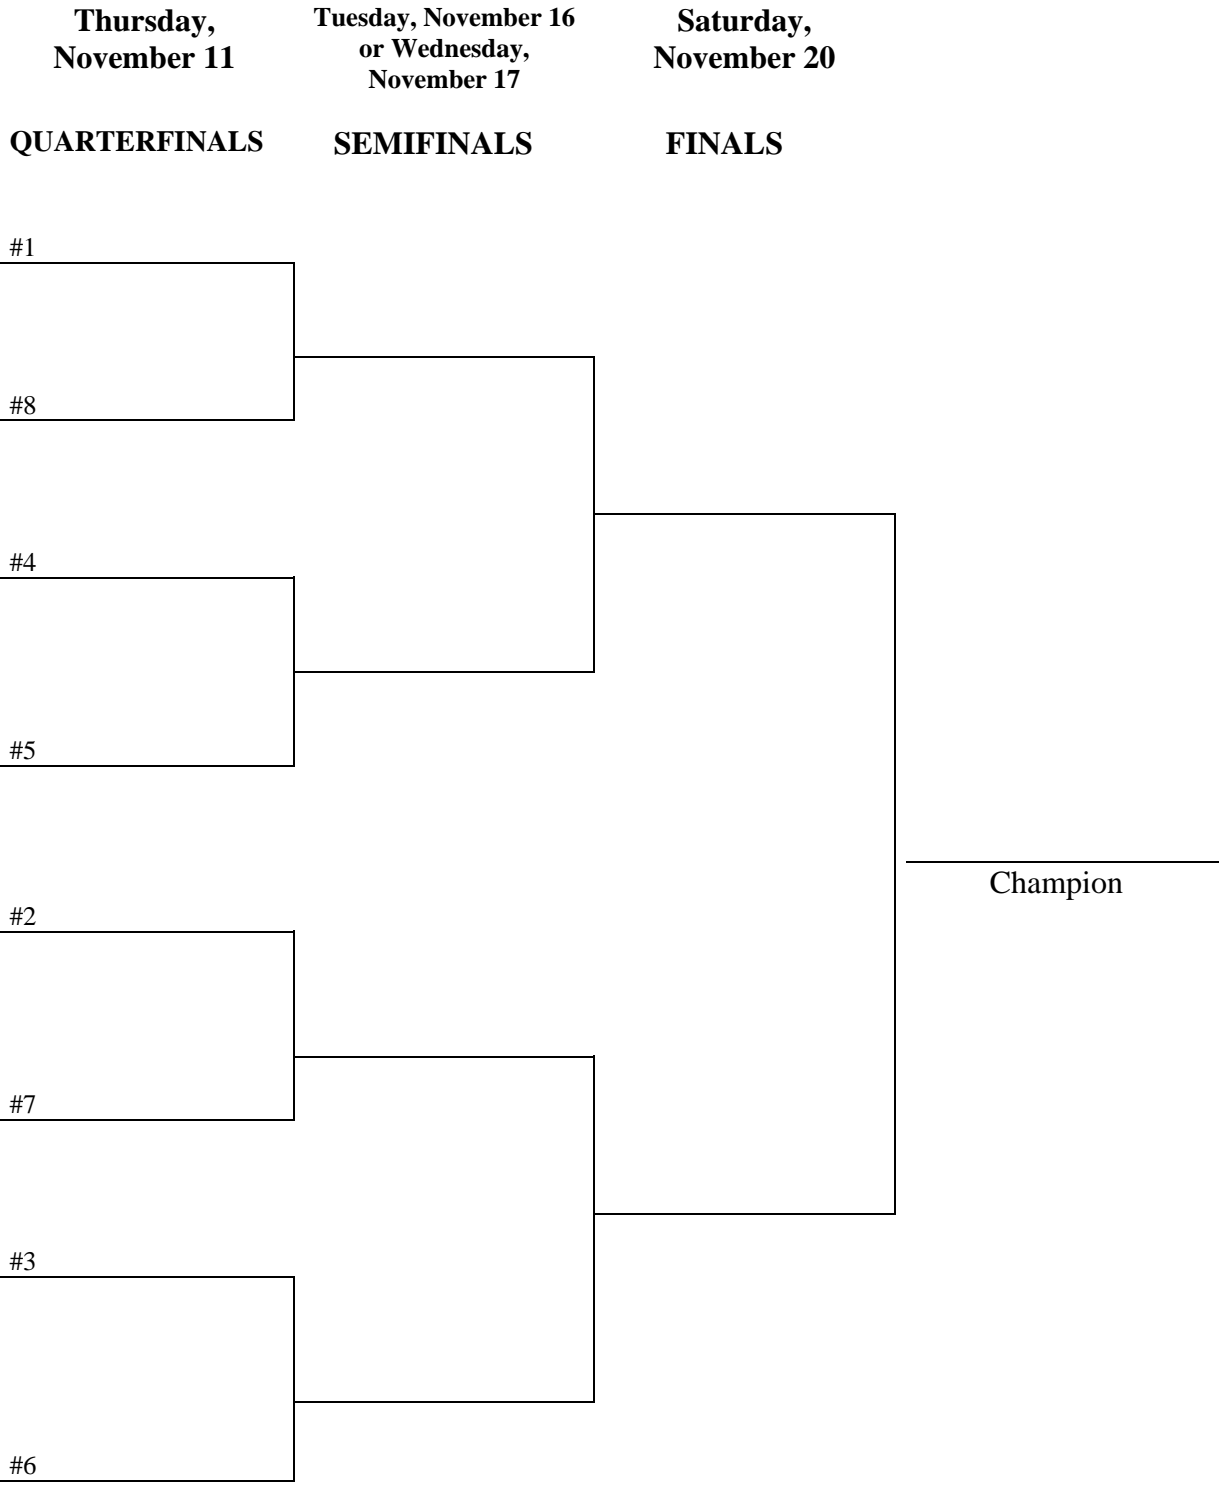 Thursday,
November 11
Tuesday, November 16
or Wednesday,
November 17
Saturday,
November 20
QUARTERFINALS
SEMIFINALS
FINALS
#1
#8
#4
#5
Champion
#2
#7
#3
#6